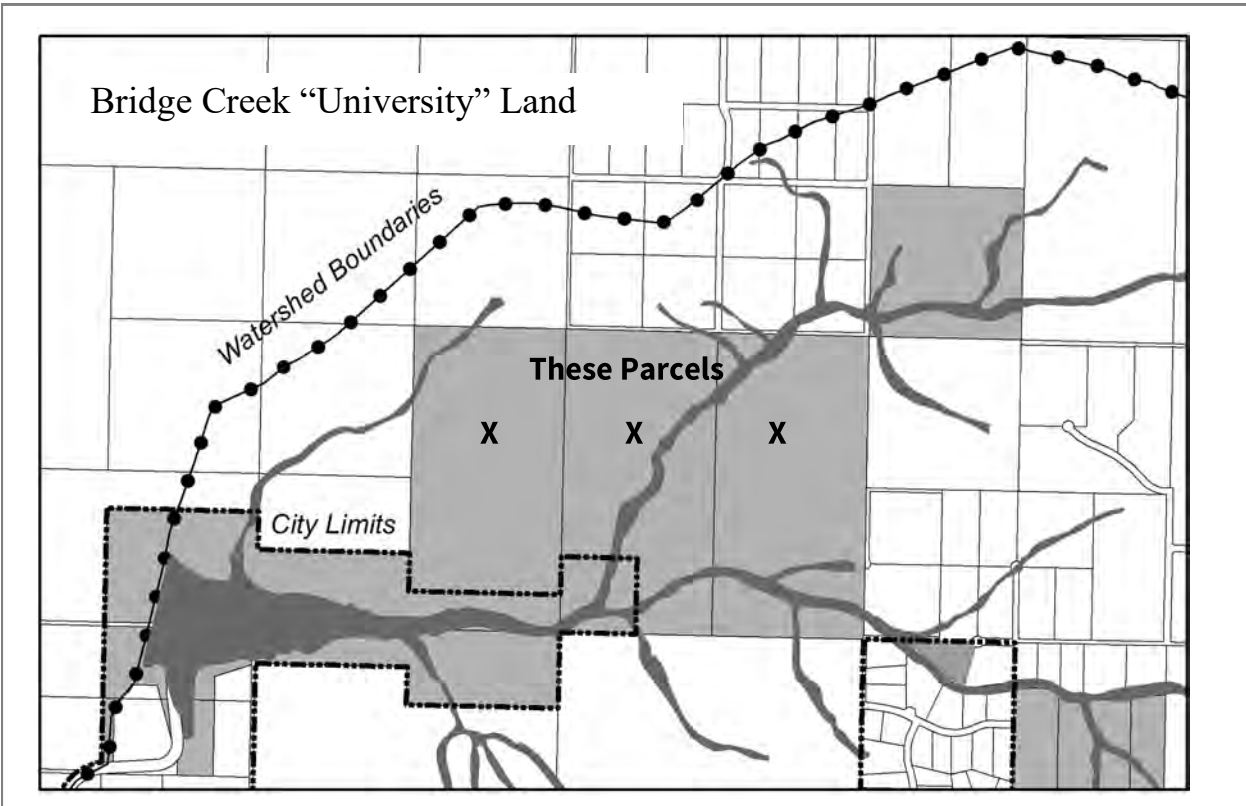 Bridge Creek “University” Land
Watershed Boundaries
These Parcels
X X X
City Limits